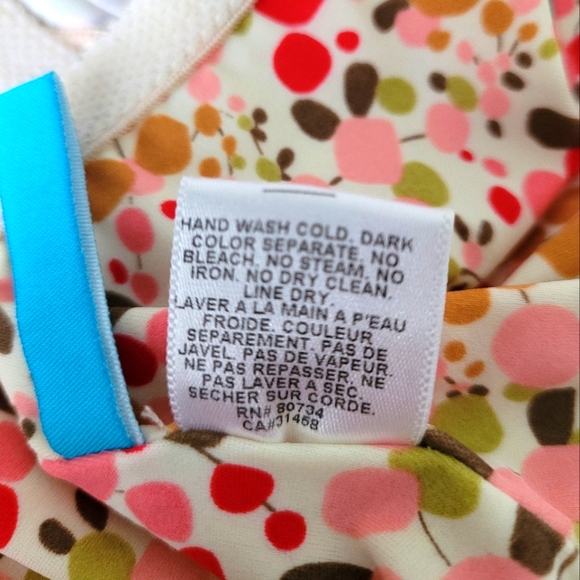 HAND WASH COLD. DARK
COLOR SEPARATE. NO
BLEACH. NO STEAM. NO
IRON. NO DRY CLEAN.
LINE DRY.
LAVER A LA MAIN A P'EAU
FROIDE. COULEUR
SEPAREMENT. PAS DE
JAVEL. PAS DE VAPEUR.
NE PAS REPASSER. NE
PAS LAVER A SEC.
SECHER SUR CORDE.
RN# 80734
CA#31468